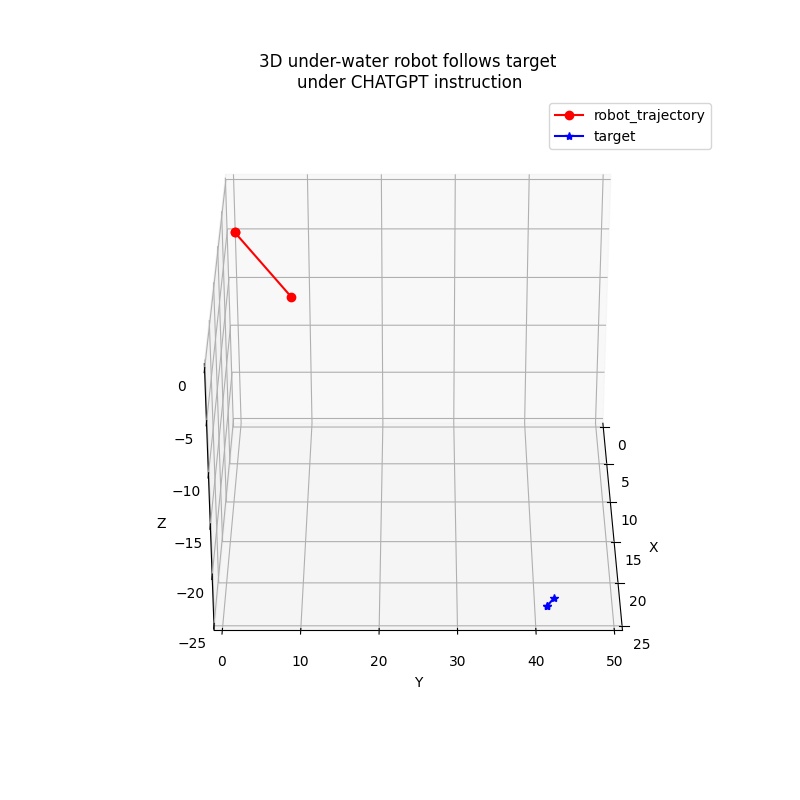 3D under-water robot follows target
under CHATGPT instruction
robot_trajectory
target
0
−5
−10
−15
−20
−25
Z
0
5
10
15
20
25
X
0
10
20
30
40
50
Y